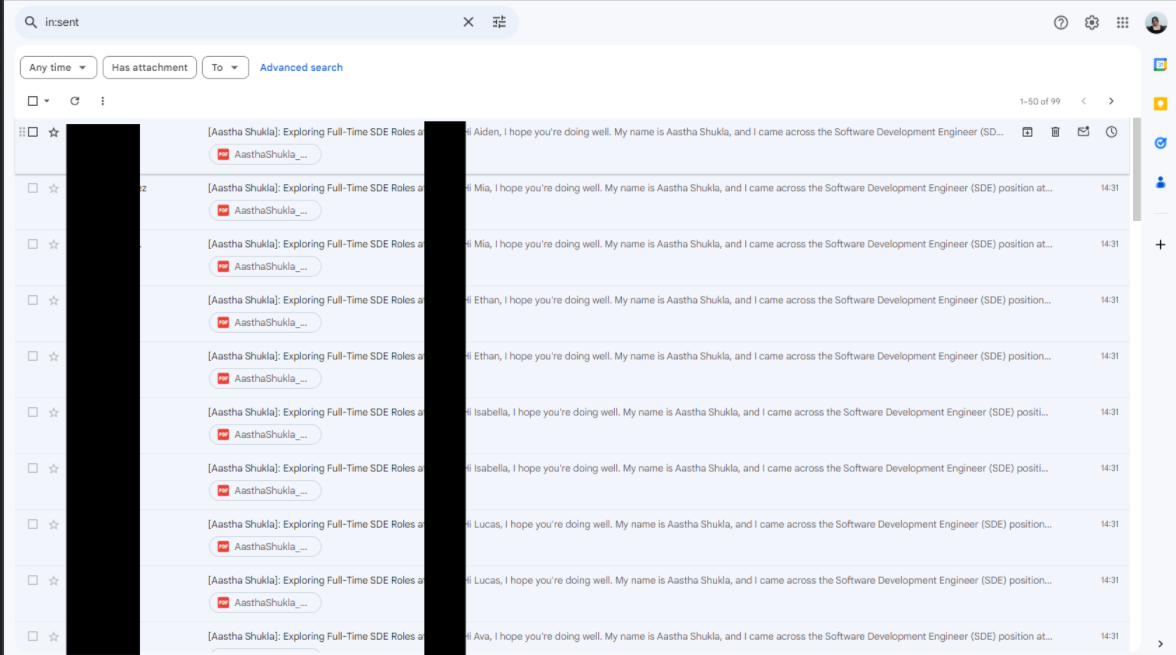 in:sent
Any time Has attachment To Advanced search
1–50 of 99
[Aastha Shukla]: Exploring Full-Time SDE Roles Hi Aiden, I hope you're doing well. My name is Aastha Shukla, and I came across the Software Development Engineer (SD...
PDF AasthaShukla_...
ez [Aastha Shukla]: Exploring Full-Time SDE Roles Hi Mia, I hope you're doing well. My name is Aastha Shukla, and I came across the Software Development Engineer (SDE) position at... 14:31
PDF AasthaShukla_...
[Aastha Shukla]: Exploring Full-Time SDE Roles Hi Mia, I hope you're doing well. My name is Aastha Shukla, and I came across the Software Development Engineer (SDE) position at... 14:31
PDF AasthaShukla_...
[Aastha Shukla]: Exploring Full-Time SDE Roles Hi Ethan, I hope you're doing well. My name is Aastha Shukla, and I came across the Software Development Engineer (SDE) position... 14:31
PDF AasthaShukla_...
[Aastha Shukla]: Exploring Full-Time SDE Roles Hi Ethan, I hope you're doing well. My name is Aastha Shukla, and I came across the Software Development Engineer (SDE) position... 14:31
PDF AasthaShukla_...
[Aastha Shukla]: Exploring Full-Time SDE Roles Hi Isabella, I hope you're doing well. My name is Aastha Shukla, and I came across the Software Development Engineer (SDE) positi... 14:31
PDF AasthaShukla_...
[Aastha Shukla]: Exploring Full-Time SDE Roles Hi Isabella, I hope you're doing well. My name is Aastha Shukla, and I came across the Software Development Engineer (SDE) positi... 14:31
PDF AasthaShukla_...
[Aastha Shukla]: Exploring Full-Time SDE Roles Hi Lucas, I hope you're doing well. My name is Aastha Shukla, and I came across the Software Development Engineer (SDE) position... 14:31
PDF AasthaShukla_...
[Aastha Shukla]: Exploring Full-Time SDE Roles Hi Lucas, I hope you're doing well. My name is Aastha Shukla, and I came across the Software Development Engineer (SDE) position... 14:31
PDF AasthaShukla_...
[Aastha Shukla]: Exploring Full-Time SDE Roles Hi Ava, I hope you're doing well. My name is Aastha Shukla, and I came across the Software Development Engineer (SDE) position at... 14:31